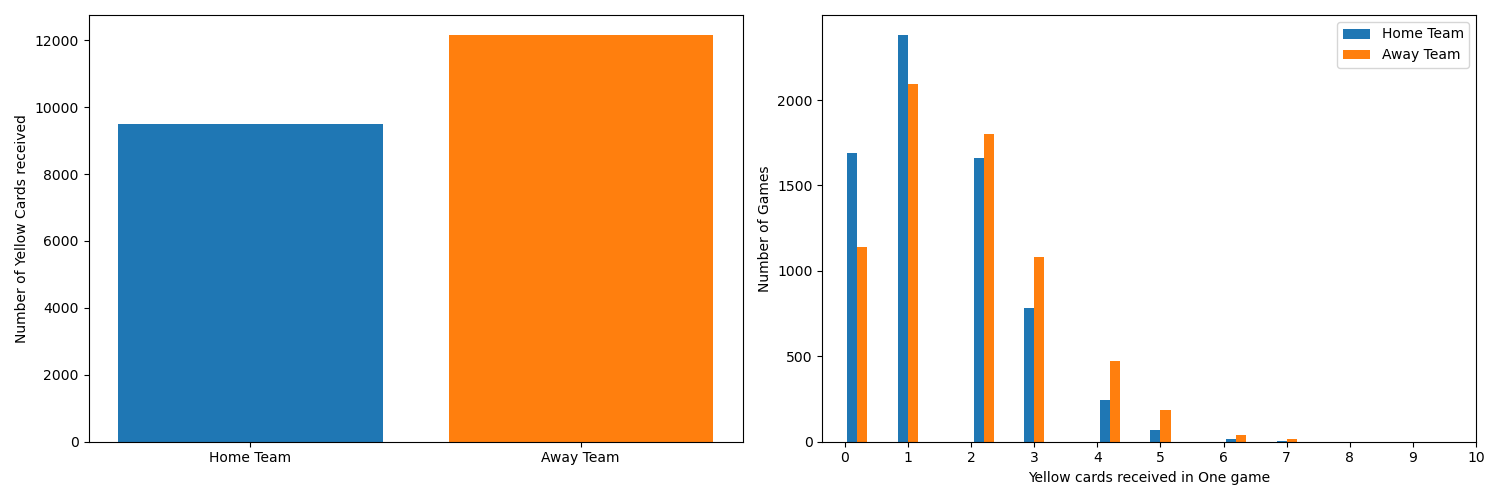 Number of Yellow Cards received
12000
10000
8000
6000
4000
2000
0
Home Team
Away Team
Number of Games
2000
1500
1000
500
0
0 1 2 3 4 5 6 7 8 9 10
Yellow cards received in One game
Home Team
Away Team